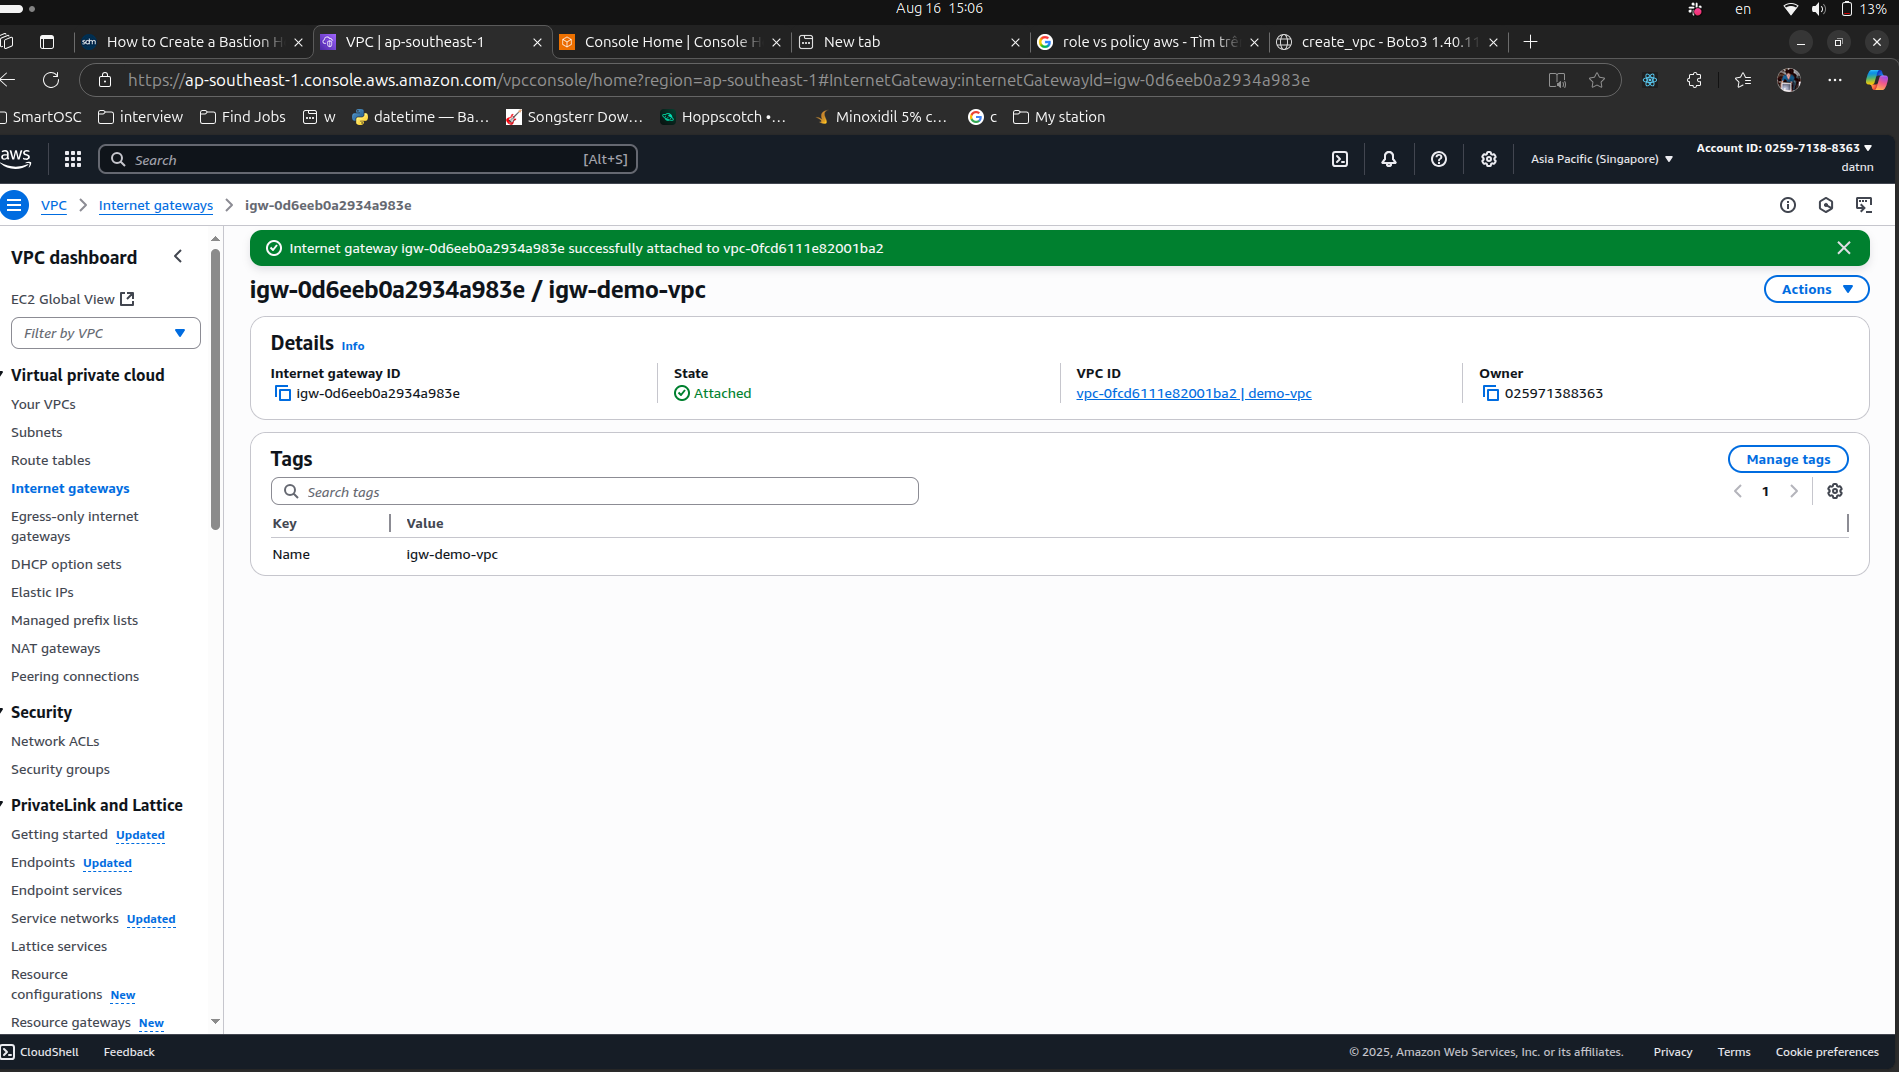 Aug 16 15:06
en
13%
sdm How to Create a Bastion H
VPC | ap-southeast-1
Console Home | Console H
New tab
role vs policy aws - Tìm trê
create_vpc - Boto3 1.40.11
https://ap-southeast-1.console.aws.amazon.com/vpcconsole/home?region=ap-southeast-1#InternetGateway:internetGatewayId=igw-0d6eeb0a2934a983e
SmartOSC
interview
Find Jobs
w
datetime — Ba…
Songsterr Dow…
Hoppscotch •…
Minoxidil 5% c…
c
My station
aws
Search
[Alt+S]
Asia Pacific (Singapore)
Account ID: 0259-7138-8363
datnn
VPC
Internet gateways
igw-0d6eeb0a2934a983e
VPC dashboard
EC2 Global View
Filter by VPC
Virtual private cloud
Your VPCs
Subnets
Route tables
Internet gateways
Egress-only internet
gateways
DHCP option sets
Elastic IPs
Managed prefix lists
NAT gateways
Peering connections
Security
Network ACLs
Security groups
PrivateLink and Lattice
Getting started Updated
Endpoints Updated
Endpoint services
Service networks Updated
Lattice services
Resource
configurations New
Resource gateways New
Internet gateway igw-0d6eeb0a2934a983e successfully attached to vpc-0fcd6111e82001ba2
igw-0d6eeb0a2934a983e / igw-demo-vpc
Actions
Details Info
Internet gateway ID
igw-0d6eeb0a2934a983e
State
Attached
VPC ID
vpc-0fcd6111e82001ba2 | demo-vpc
Owner
025971388363
Tags
Manage tags
Search tags
1
Key
Value
Name
igw-demo-vpc
CloudShell
Feedback
© 2025, Amazon Web Services, Inc. or its affiliates.
Privacy
Terms
Cookie preferences